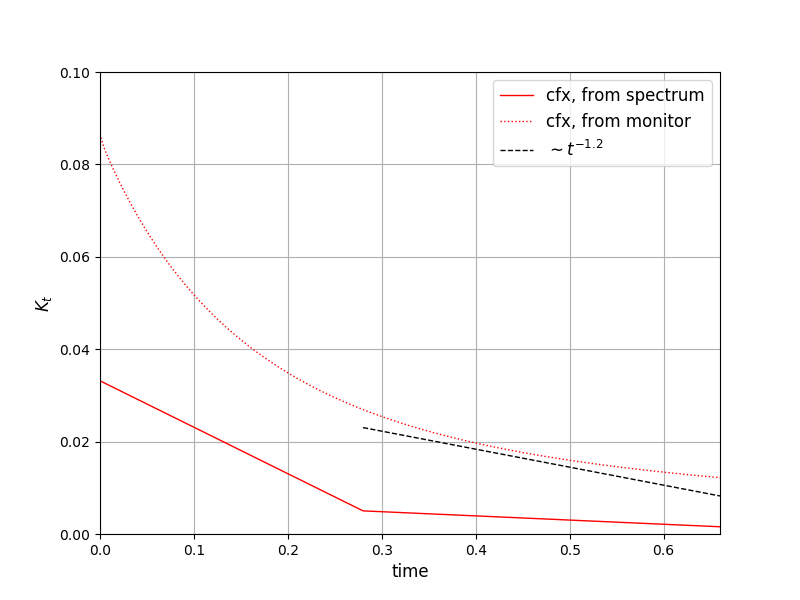 0.10
0.08
0.06
0.04
0.02
0.00
K_t
0.0 0.1 0.2 0.3 0.4 0.5 0.6
time
cfx, from spectrum
cfx, from monitor
~ t^{-1.2}